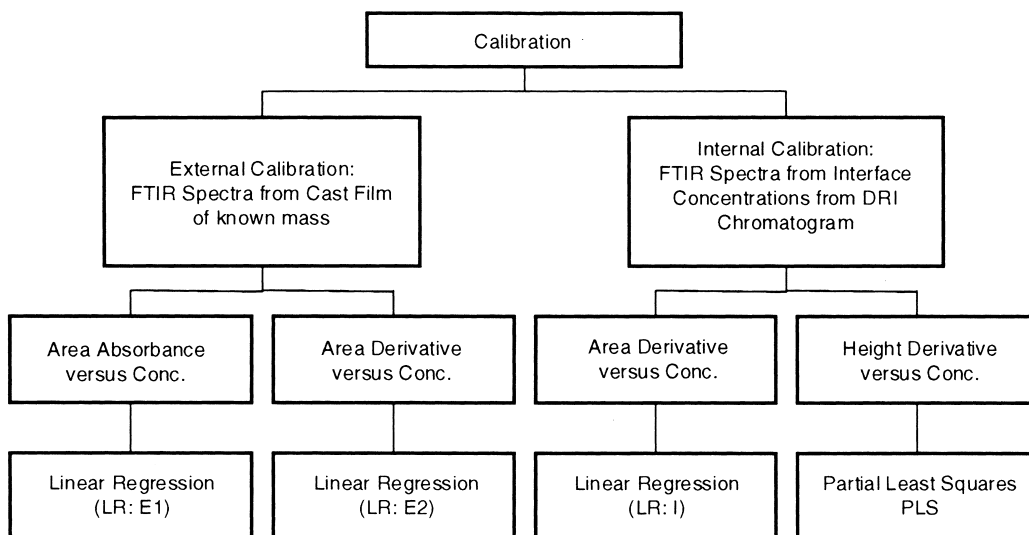 Calibration
External Calibration:
FTIR Spectra from Cast Film
of known mass
Internal Calibration:
FTIR Spectra from Interface
Concentrations from DRI
Chromatogram
Area Absorbance
versus Conc.
Area Derivative
versus Conc.
Area Derivative
versus Conc.
Height Derivative
versus Conc.
Linear Regression
(LR: E1)
Linear Regression
(LR: E2)
Linear Regression
(LR: I)
Partial Least Squares
PLS